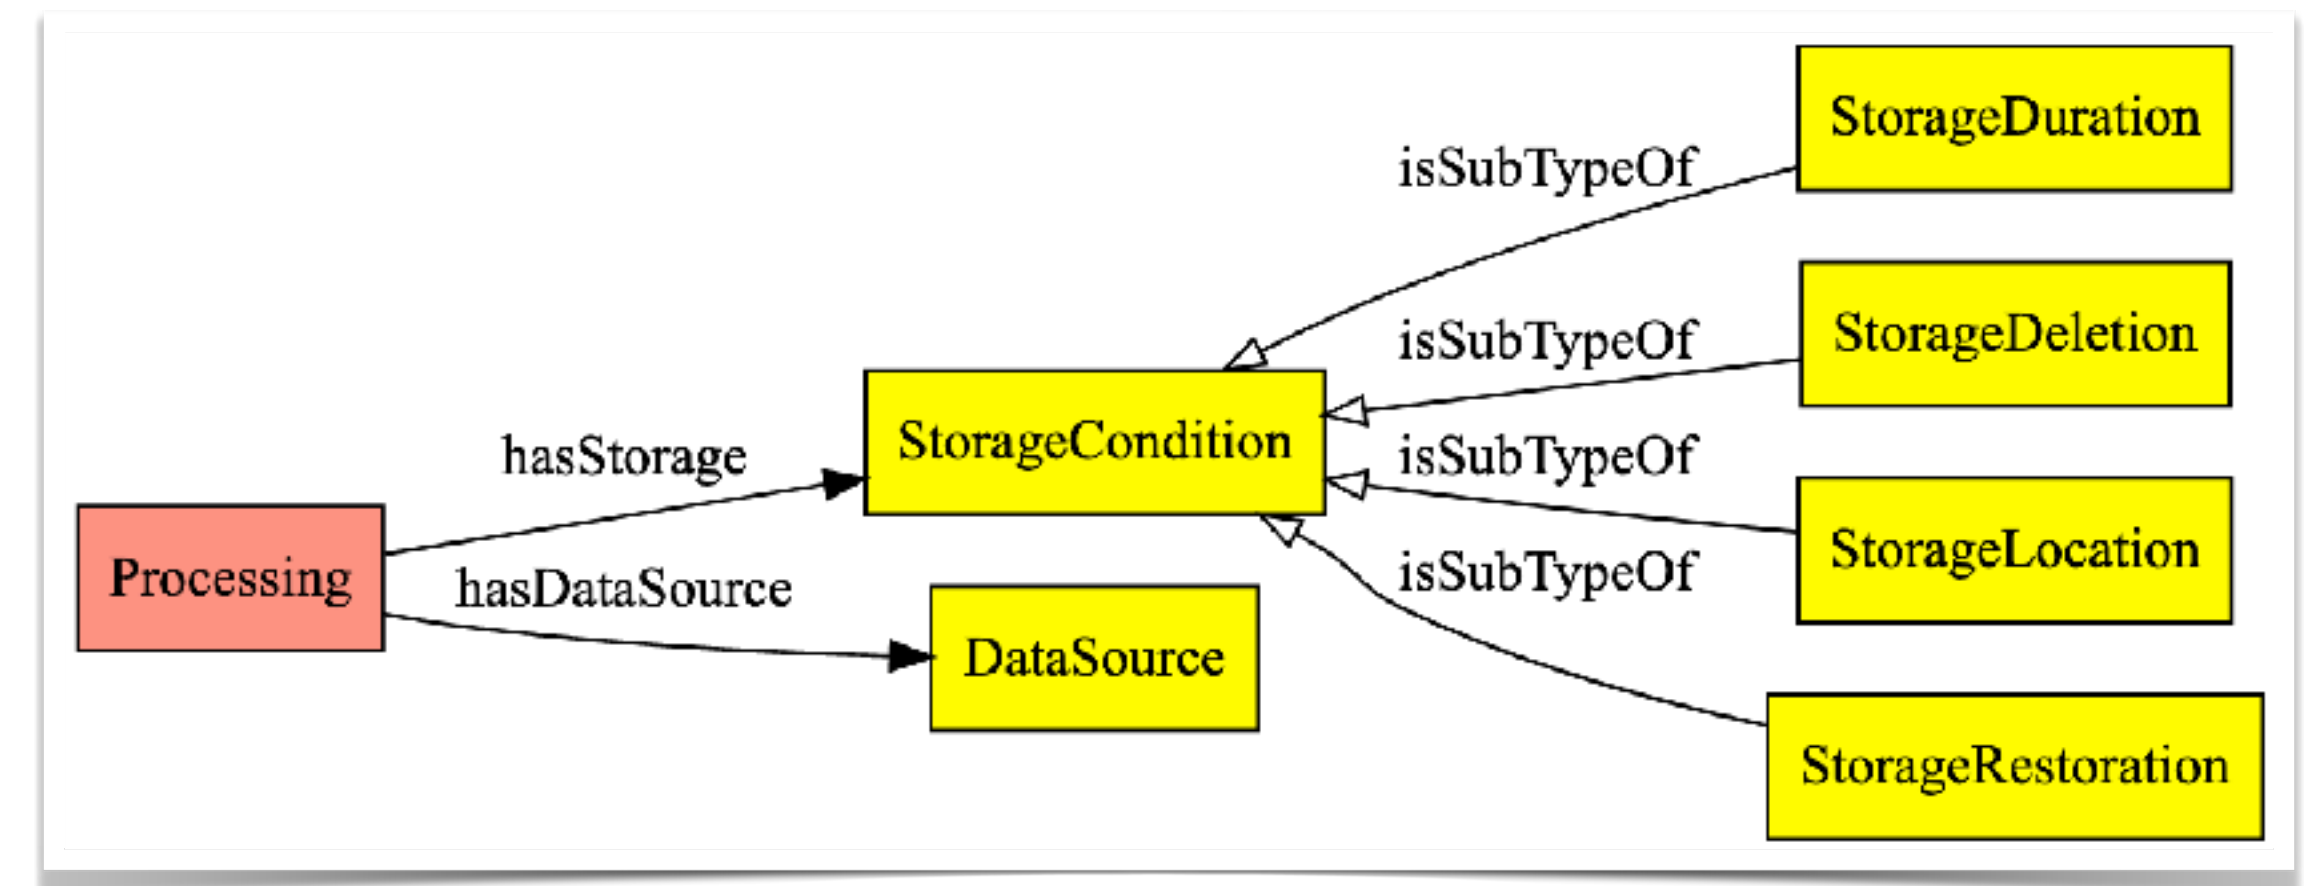 StorageDuration
isSubTypeOf
StorageDeletion
isSubTypeOf
StorageCondition
hasStorage
isSubTypeOf
StorageLocation
Processing
hasDataSource
isSubTypeOf
DataSource
StorageRestoration